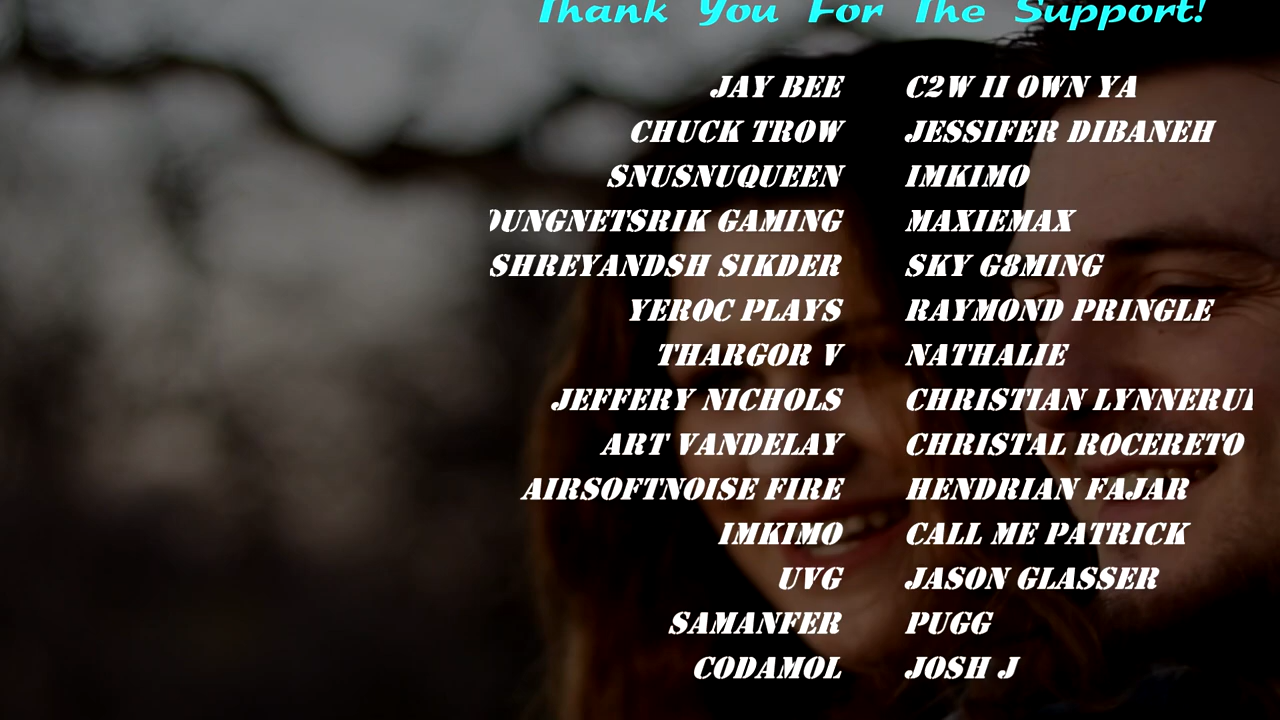 Thank You For The Support!
JAY BEE C2W II OWN YA
CHUCK TROW JESSIFER DIBANEH
SNUSNUQUEEN IMKIMO
GAMING MAXIEMAX
SHREYANDSH SIKDER SKY G8MING
YEROC PLAYS RAYMOND PRINGLE
THARGOR V NATHALIE
JEFFERY NICHOLS CHRISTIAN
ART VANDELAY CHRISTAL ROCERETO
AIRSOFTNOISE FIRE HENDRIAN FAJAR
IMKIMO CALL ME PATRICK
UVG JASON GLASSER
SAMANFER PUGG
CODAMOL JOSH J